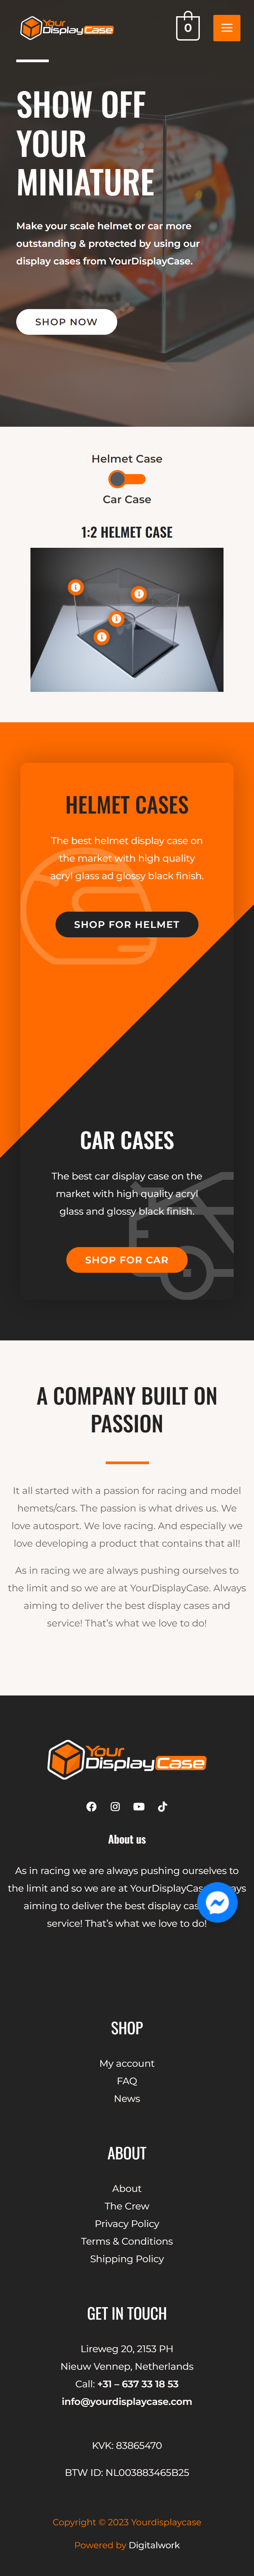 Your
DisplayCase
0
SHOW OFF
YOUR
MINIATURE
Make your scale helmet or car more
outstanding & protected by using our
display cases from YourDisplayCase.
SHOP NOW
Helmet Case
Car Case
1:2 HELMET CASE
HELMET CASES
The best helmet display case on
the market with high quality
acryl glass ad glossy black finish.
SHOP FOR HELMET
CAR CASES
The best car display case on the
market with high quality acryl
glass and glossy black finish.
SHOP FOR CAR
A COMPANY BUILT ON
PASSION
It all started with a passion for racing and model
hemets/cars. The passion is what drives us. We
love autosport. We love racing. And especially we
love developing a product that contains that all!
As in racing we are always pushing ourselves to
the limit and so we are at YourDisplayCase. Always
aiming to deliver the best display cases and
service! That's what we love to do!
Your
DisplayCase
About us
As in racing we are always pushing ourselves to
the limit and so we are at YourDisplayCase
aiming to deliver the best display
service! That's what we love to do!
SHOP
My account
FAQ
News
ABOUT
About
The Crew
Privacy Policy
Terms & Conditions
Shipping Policy
GET IN TOUCH
Lireweg 20, 2153 PH
Nieuw Vennep, Netherlands
Call: +31 – 637 33 18 53
info@yourdisplaycase.com
KVK: 83865470
BTW ID: NL003883465B25
Copyright © 2023 Yourdisplaycase
Powered by Digitalwork